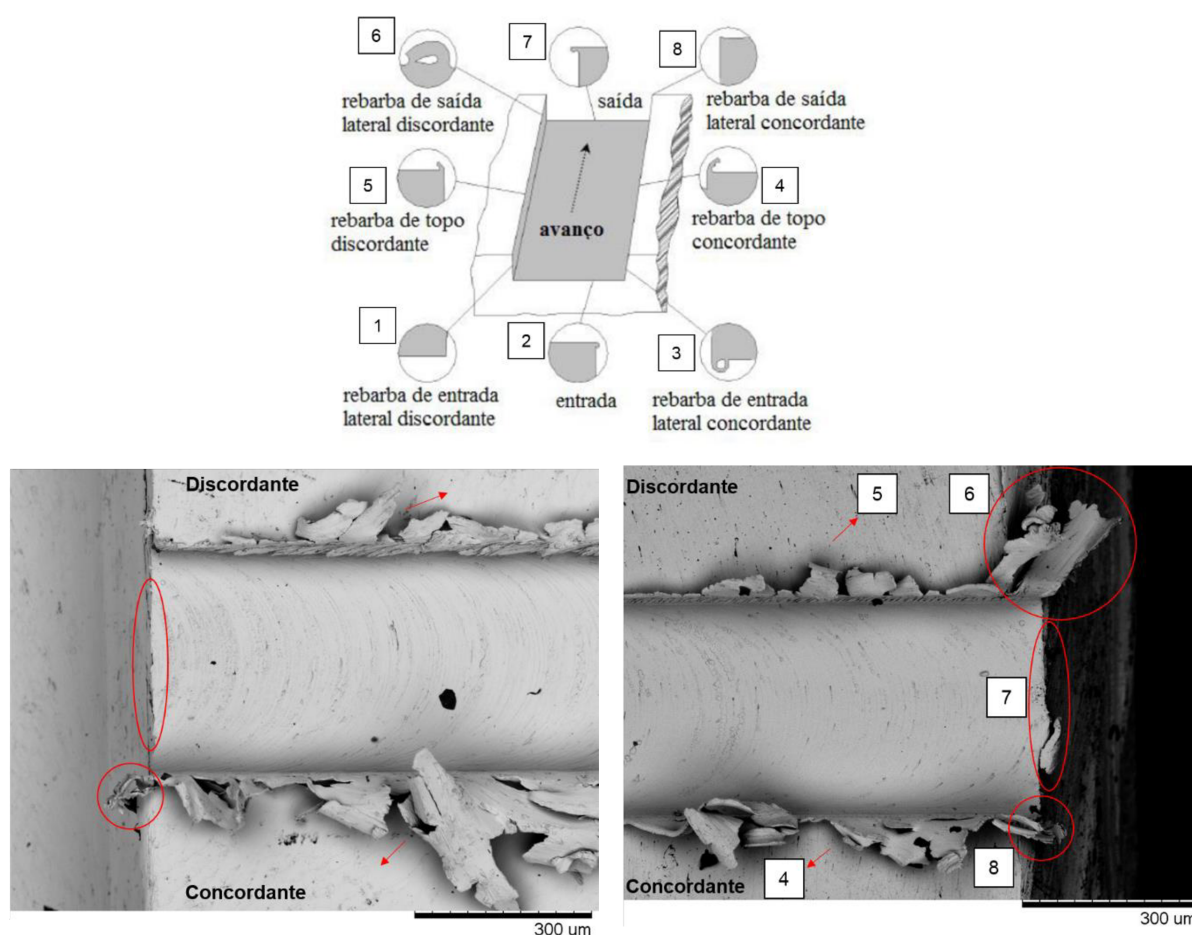 6
7
8
rebarba de saída
lateral discordante
saída
rebarba de saída
lateral concordante
5
4
rebarba de topo
discordante
avanço
rebarba de topo
concordante
1
2
3
rebarba de entrada
lateral discordante
entrada
rebarba de entrada
lateral concordante
Discordante
Concordante
300 um
Discordante
5
6
7
4
8
Concordante
300 um